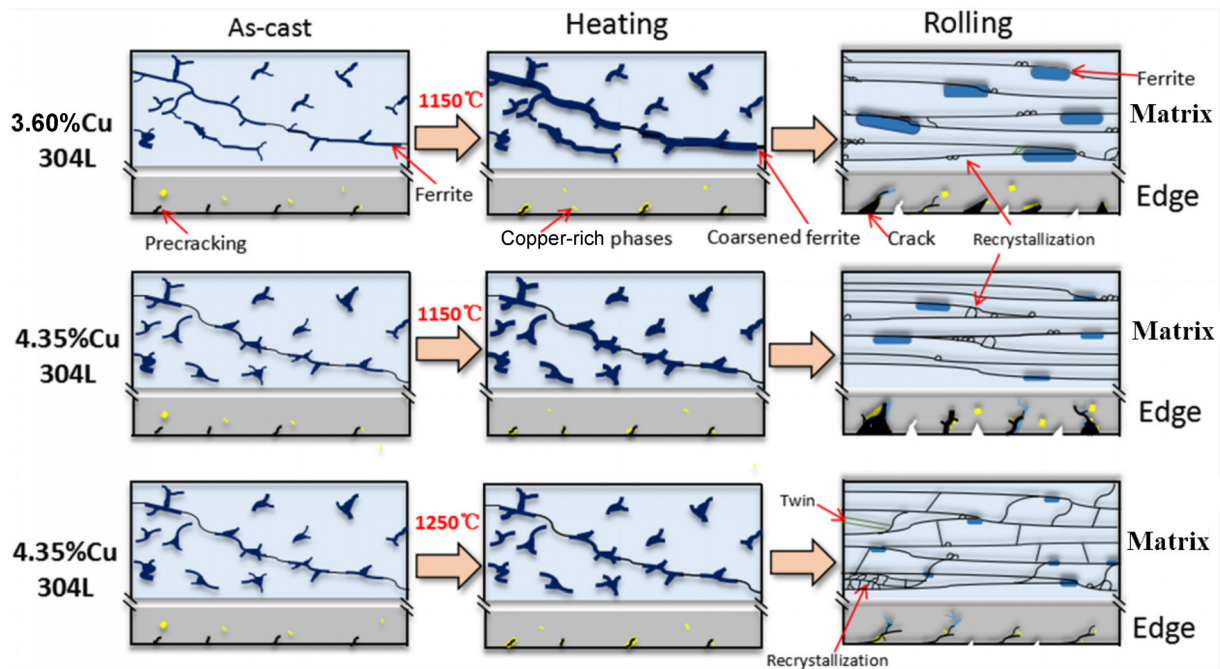 As-cast
Heating
Rolling
3.60%Cu
304L
1150℃
Ferrite
Matrix
Ferrite
Edge
Precracking
Copper-rich phases
Coarsened ferrite
Crack
Recrystallization
4.35%Cu
304L
1150℃
Matrix
Edge
4.35%Cu
304L
1250℃
Twin
Matrix
Edge
Recrystallization